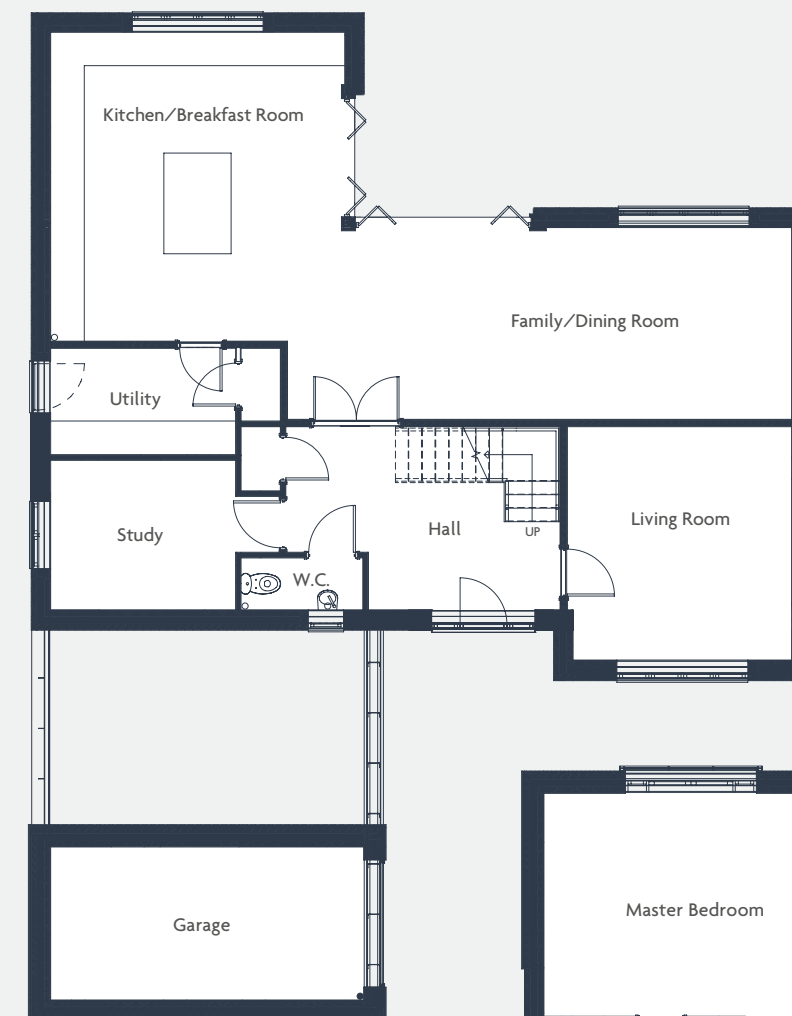 Kitchen/Breakfast Room
Family/Dining Room
Utility
Living Room
Hall
Study
UP
W.C.
Master Bedroom
Garage